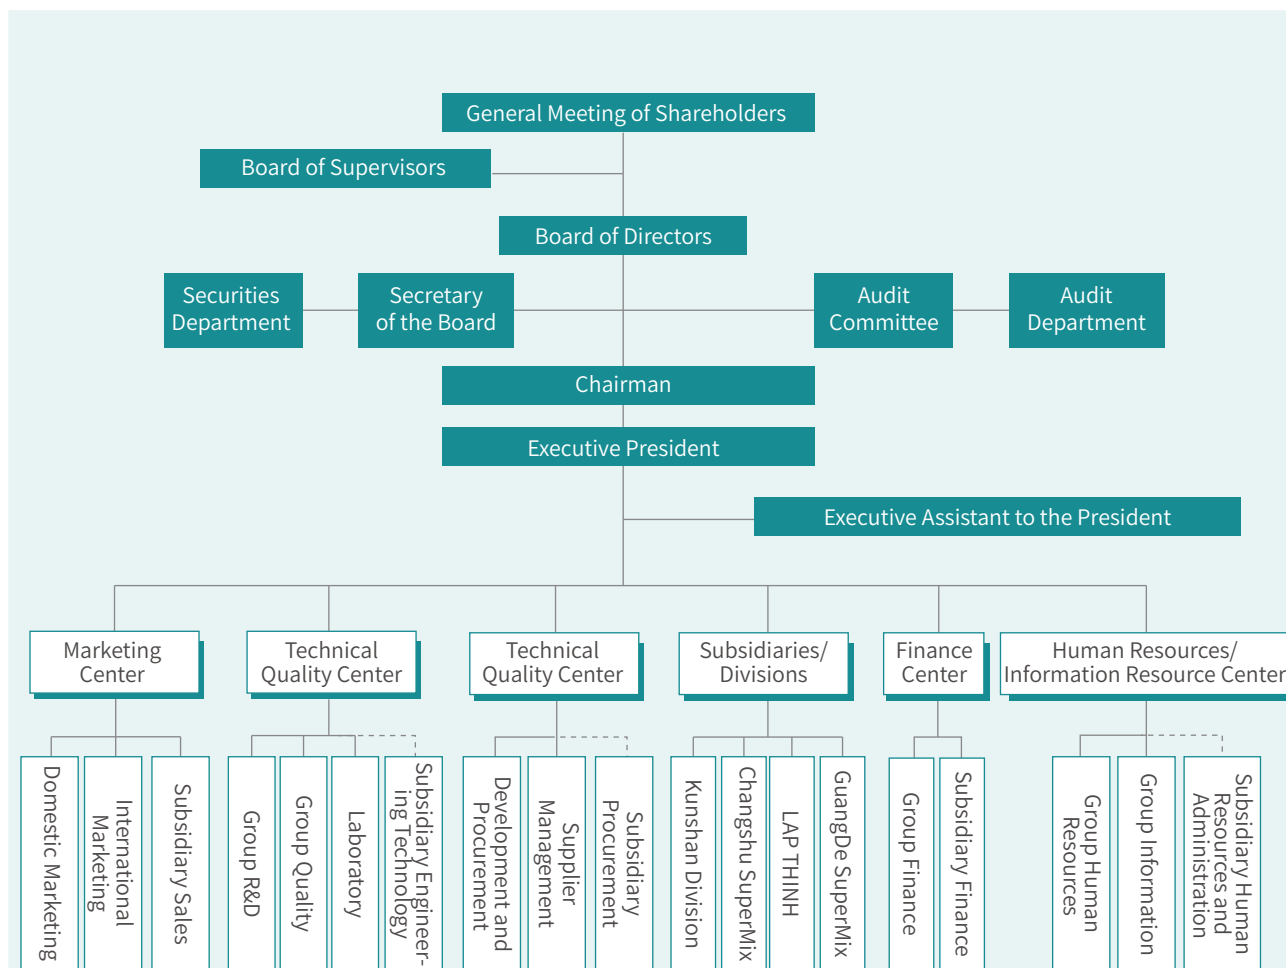 General Meeting of Shareholders
Board of Supervisors
Board of Directors
Securities
Department
Secretary
of the Board
Audit
Committee
Audit
Department
Chairman
Executive President
Executive Assistant to the President
Marketing
Center
Technical
Quality Center
Technical
Quality Center
Subsidiaries/
Divisions
Finance
Center
Human Resources/
Information Resource Center
Domestic Marketing
International
Marketing
Subsidiary Sales
Group R&D
Group Quality
Laboratory
Subsidiary Engineer-
ing Technology
Development and
Procurement
Supplier
Management
Subsidiary
Procurement
Kunshan Division
Changshu SuperMix
LAP THINH
GuangDe SuperMix
Group Finance
Subsidiary Finance
Group Human
Resources
Group Information
Subsidiary Human
Resources and
Administration